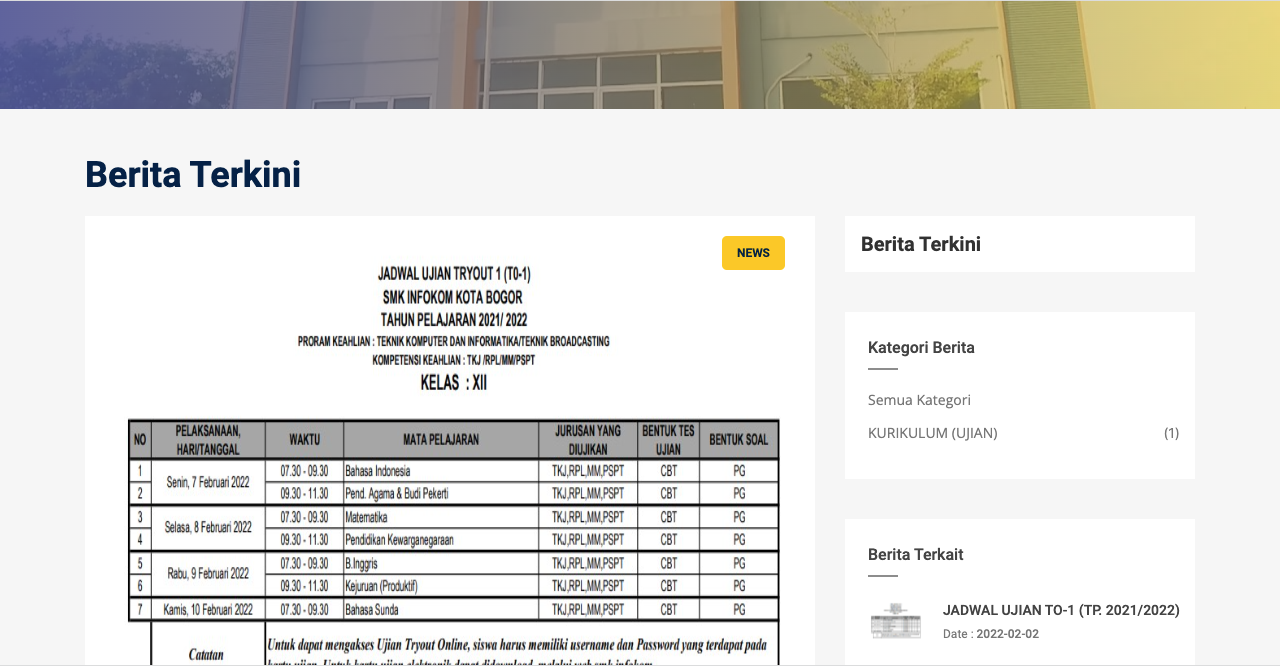 Berita Terkini
NEWS
JADWAL UJIAN TRYOUT 1 (T0-1)
SMK INFOKOM KOTA BOGOR
TAHUN PELAJARAN 2021/ 2022
PRORAM KEAHLIAN : TEKNIK KOMPUTER DAN INFORMATIKA/TEKNIK BROADCASTING
KOMPETENSI KEAHLIAN : TKJ /RPL/MM/PSPT
KELAS : XII
NO PELAKSANAAN, HARI/TANGGAL WAKTU MATA PELAJARAN JURUSAN YANG DIUJIKAN BENTUK TES UJIAN BENTUK SOAL
1 Senin, 7 Februari 2022 07.30 - 09.30 Bahasa Indonesia TKJ,RPL,MM,PSPT CBT PG
2 09.30 - 11.30 Pend. Agama & Budi Pekerti TKJ,RPL,MM,PSPT CBT PG
3 Selasa, 8 Februari 2022 07.30 - 09.30 Matematika TKJ,RPL,MM,PSPT CBT PG
4 09.30 - 11.30 Pendidikan Kewarganegaraan TKJ,RPL,MM,PSPT CBT PG
5 Rabu, 9 Februari 2022 07.30 - 09.30 B.Inggris TKJ,RPL,MM,PSPT CBT PG
6 09.30 - 11.30 Kejuruan (Produktif) TKJ,RPL,MM,PSPT CBT PG
7 Kamis, 10 Februari 2022 07.30 - 09.30 Bahasa Sunda TKJ,RPL,MM,PSPT CBT PG
Catatan
Untuk dapat mengakses Ujian Tryout Online, siswa harus memiliki username dan Password yang terdapat pada
Berita Terkini
Kategori Berita
Semua Kategori
KURIKULUM (UJIAN) (1)
Berita Terkait
JADWAL UJIAN TO-1 (TP. 2021/2022)
Date : 2022-02-02